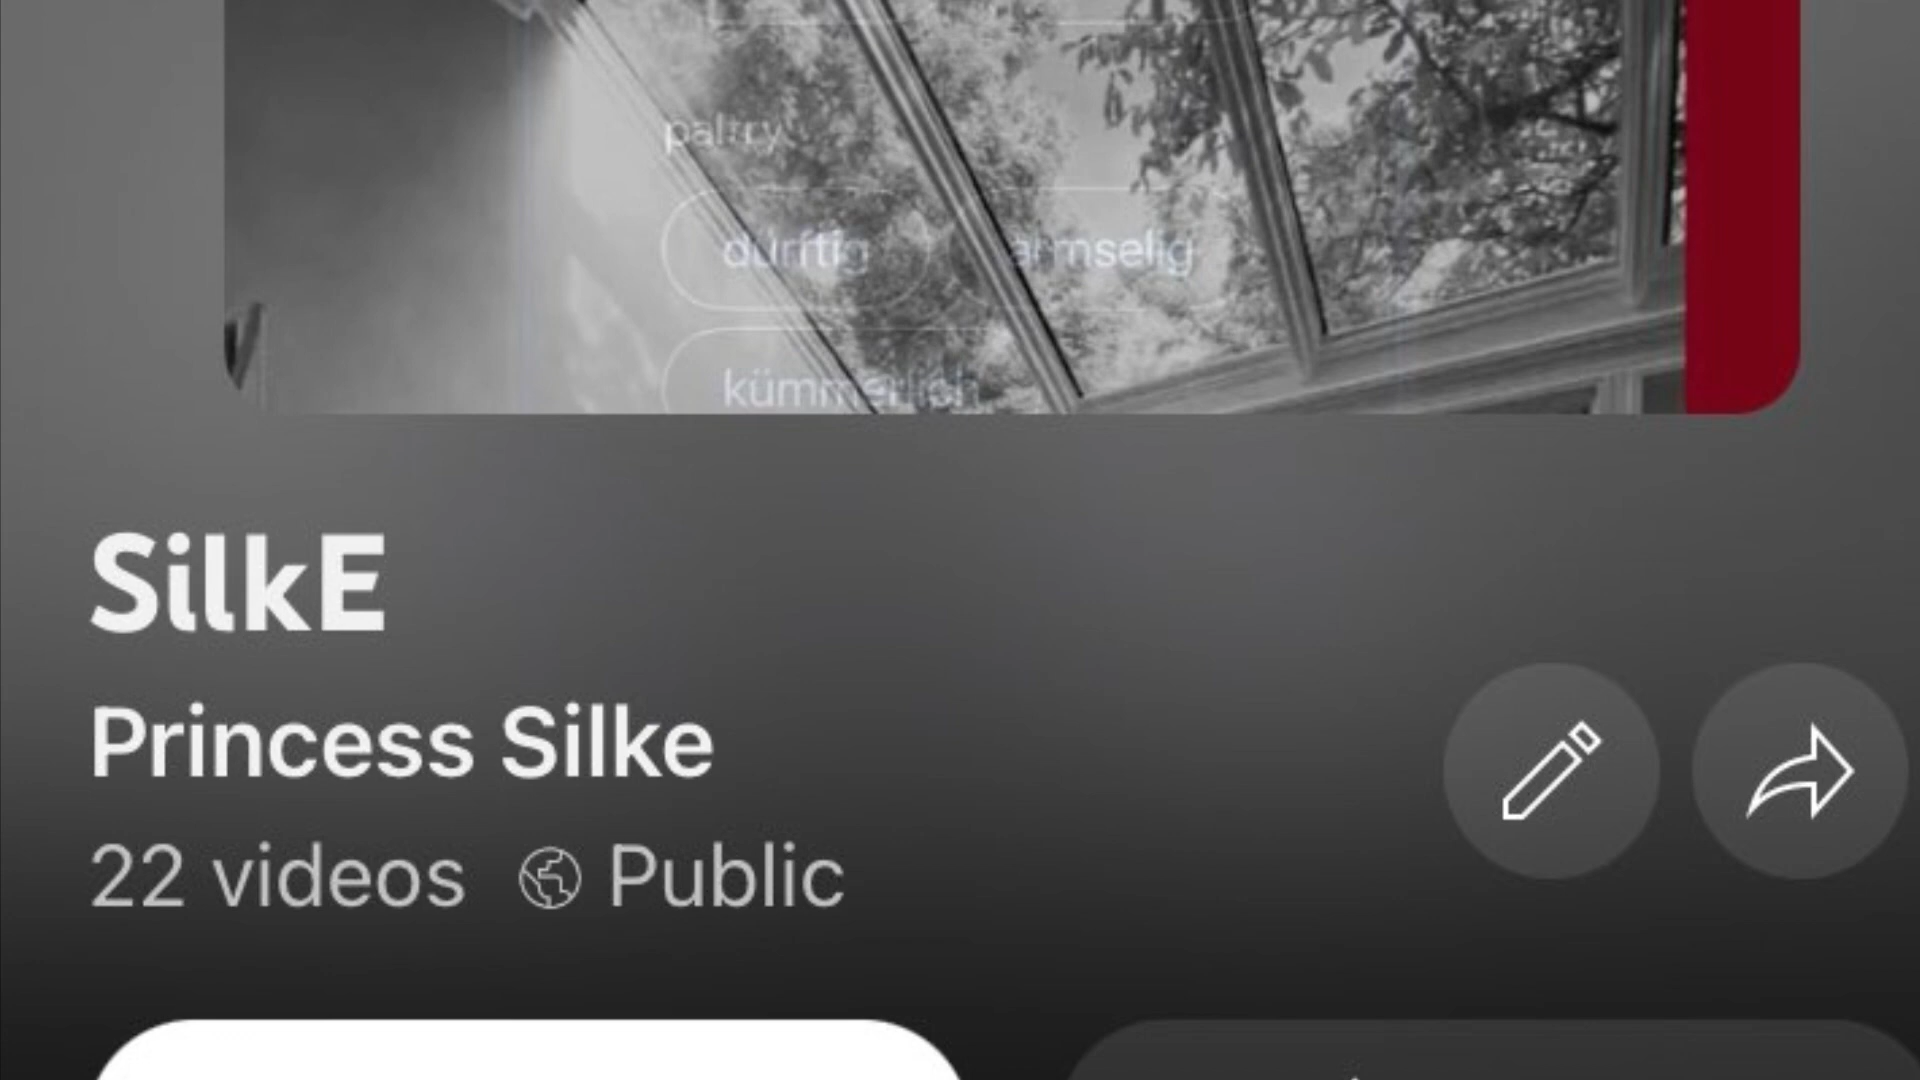 paltry
dürftig armselig
kümmerlich
SilkE
Princess Silke
22 videos Public